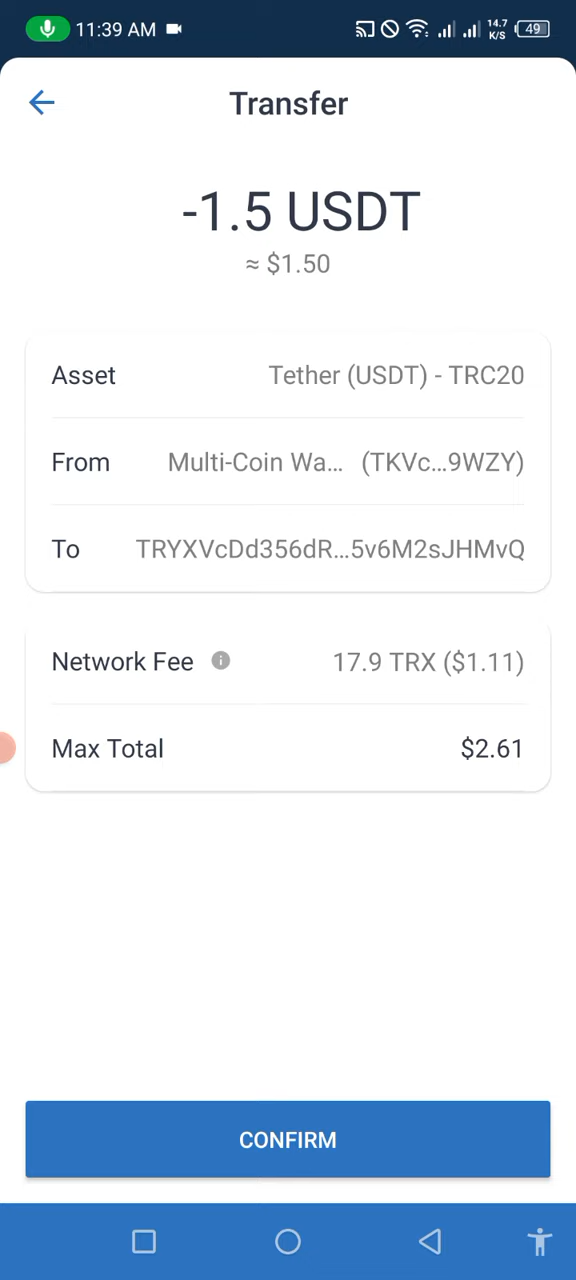 11:39 AM 14.7 K/S 49
Transfer
-1.5 USDT
≈ $1.50
Asset Tether (USDT) - TRC20
From Multi-Coin Wa... (TKVc...9WZY)
To TRYXVcDd356dR...5v6M2sJHMvQ
Network Fee i 17.9 TRX ($1.11)
Max Total $2.61
CONFIRM